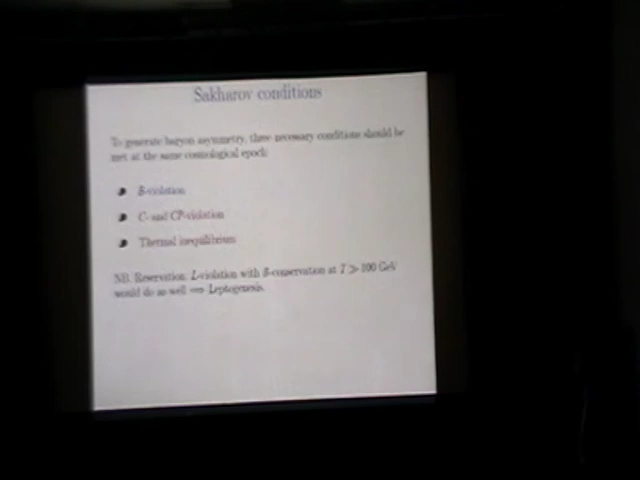 Sakharov conditions
To generate baryon asymmetry, three necessary conditions should be
met at the same cosmological epoch:
B-violation
C- and CP-violation
Thermal inequilibrium
NB. Reservation: L-violation with B-conservation at T ≫ 100 GeV
would do as well ⟹ Leptogenesis.